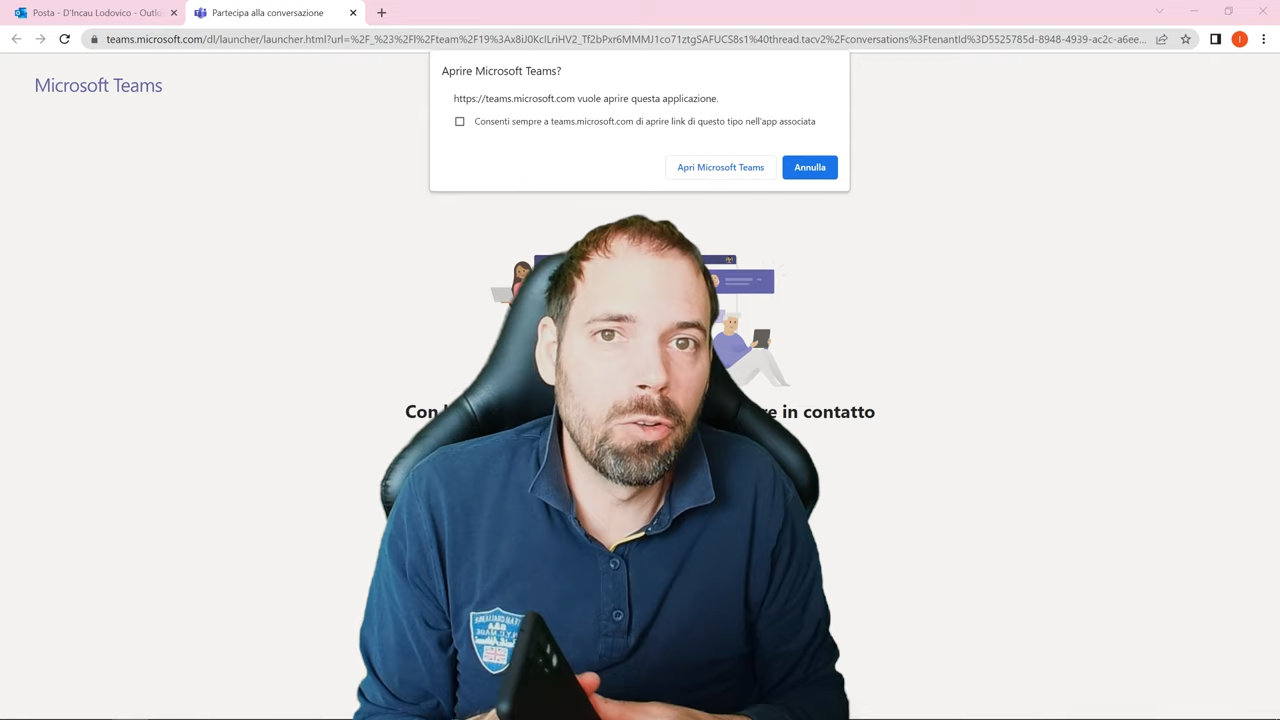 Posta - D'Incau Lodovico - Outlo
Partecipa alla conversazione
teams.microsoft.com/dl/launcher/launcher.html?url=%2F_%23%2Fl%2Fteam%2F19%3Ax8iJ0KcILriHV2_Tf2bPxr6MMMJ1co71ztgSAFUCS8s1%40thread.tacv2%2Fconversations%3FtenantId%3D5525785d-8948-4939-ac2c-a6ee...
I
Microsoft Teams
Aprire Microsoft Teams?
https://teams.microsoft.com vuole aprire questa applicazione.
Consenti sempre a teams.microsoft.com di aprire link di questo tipo nell'app associata
Apri Microsoft Teams
Annulla
Con
e in contatto